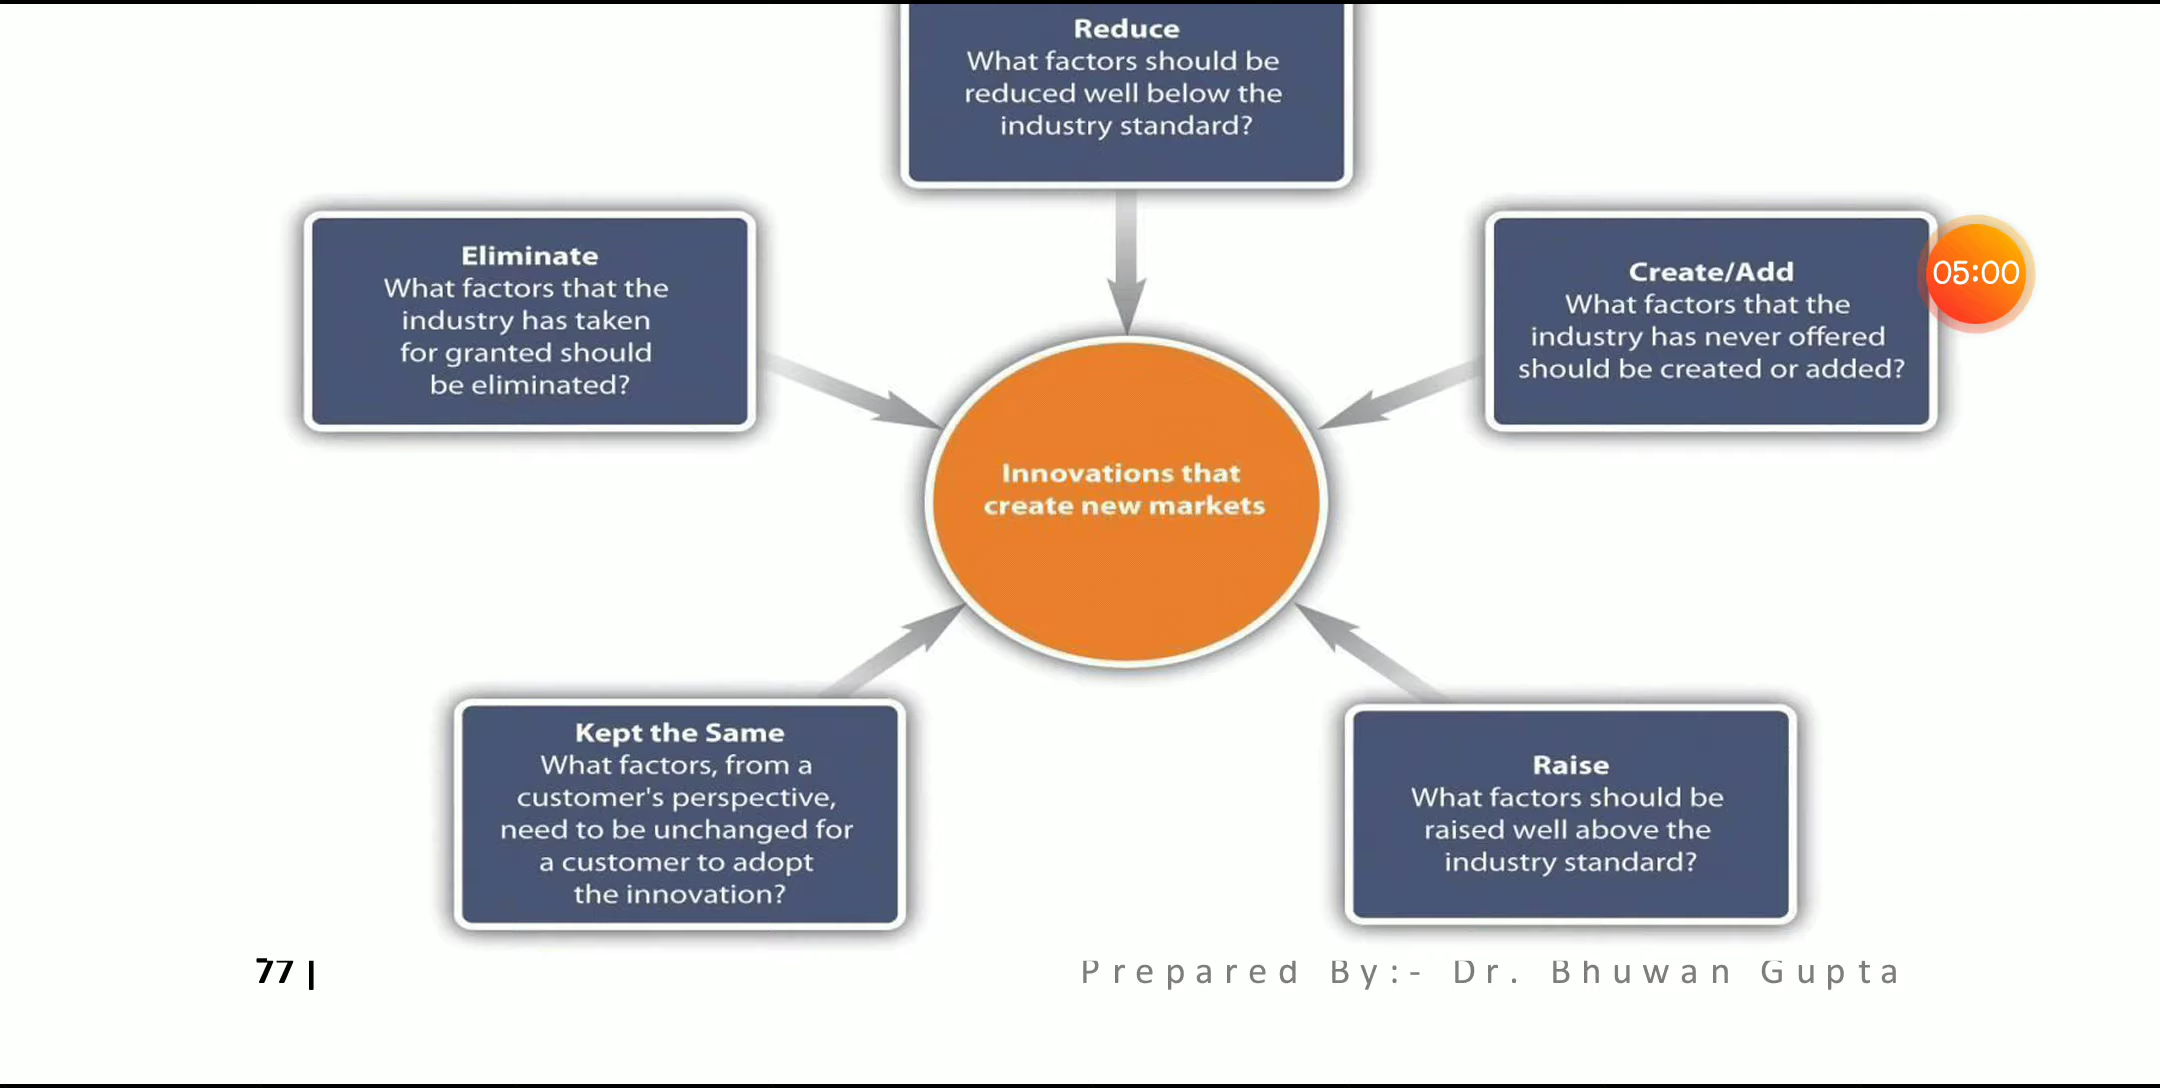 Reduce
What factors should be
reduced well below the
industry standard?
Eliminate
What factors that the
industry has taken
for granted should
be eliminated?
Create/Add
What factors that the
industry has never offered
should be created or added?
05:00
Innovations that
create new markets
Kept the Same
What factors, from a
customer's perspective,
need to be unchanged for
a customer to adopt
the innovation?
Raise
What factors should be
raised well above the
industry standard?
77 |
Prepared By:- Dr. Bhuwan Gupta